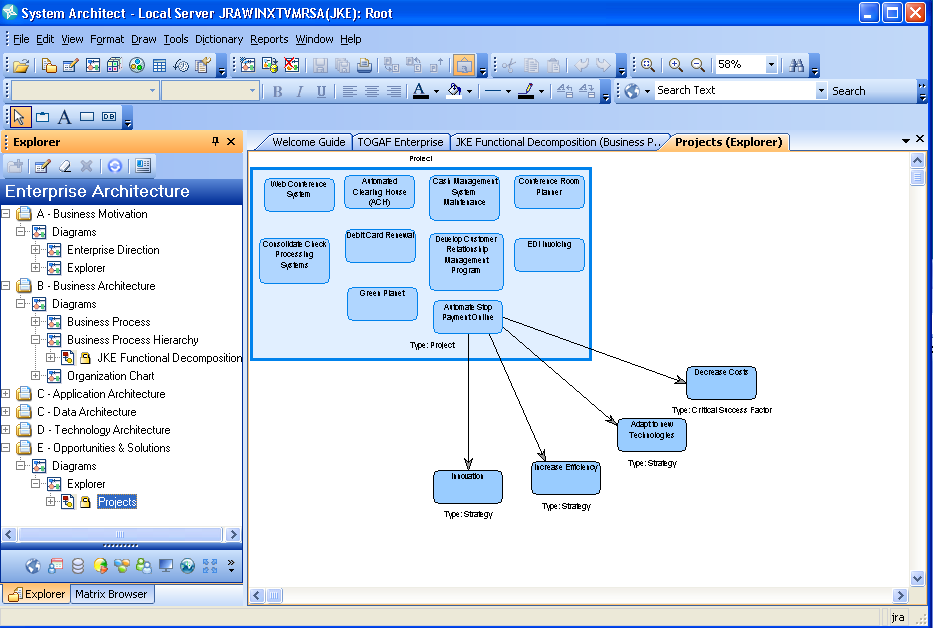 System Architect - Local Server JRAWINXTVMRSA(JKE): Root
File Edit View Format Draw Tools Dictionary Reports Window Help
58%
B I U A
Search Text Search
A DB
Explorer
Welcome Guide TOGAF Enterprise JKE Functional Decomposition (Business P... Projects (Explorer)
Enterprise Architecture
A - Business Motivation
Diagrams
Enterprise Direction
Explorer
B - Business Architecture
Diagrams
Business Process
Business Process Hierarchy
JKE Functional Decomposition
Organization Chart
C - Application Architecture
C - Data Architecture
D - Technology Architecture
E - Opportunities & Solutions
Diagrams
Explorer
Projects
Explorer Matrix Browser
Project
Web Conference
System
Automated
Clearing House
(ACH)
Cash Management
System
Maintenance
Conference Room
Planner
Consolidate Check
Processing
Systems
Debit Card Renewal
Develop Customer
Relationship
Management
Program
EDI Invoicing
Green Planet
Automate Stop
Payment Online
Type: Project
Decrease Costs
Type: Critical Success Factor
Adapt to new
Technologies
Type: Strategy
Increase Efficiency
Type: Strategy
Innovation
Type: Strategy
jra